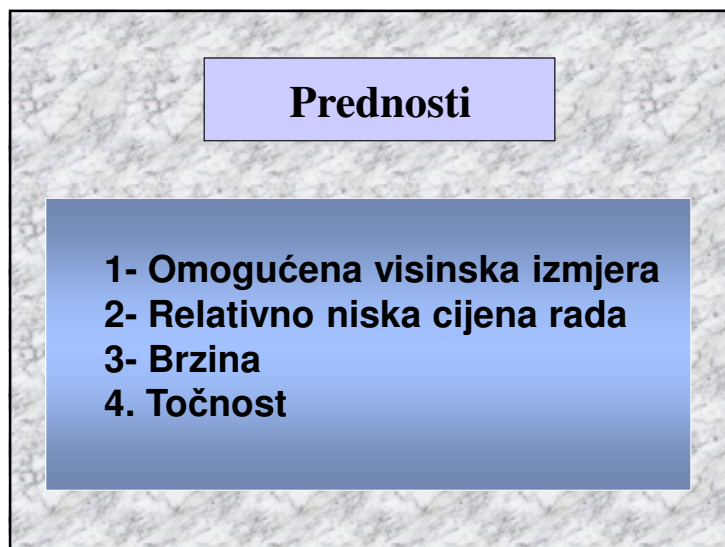 Prednosti
1- Omogućena visinska izmjera
2- Relativno niska cijena rada
3- Brzina
4. Točnost